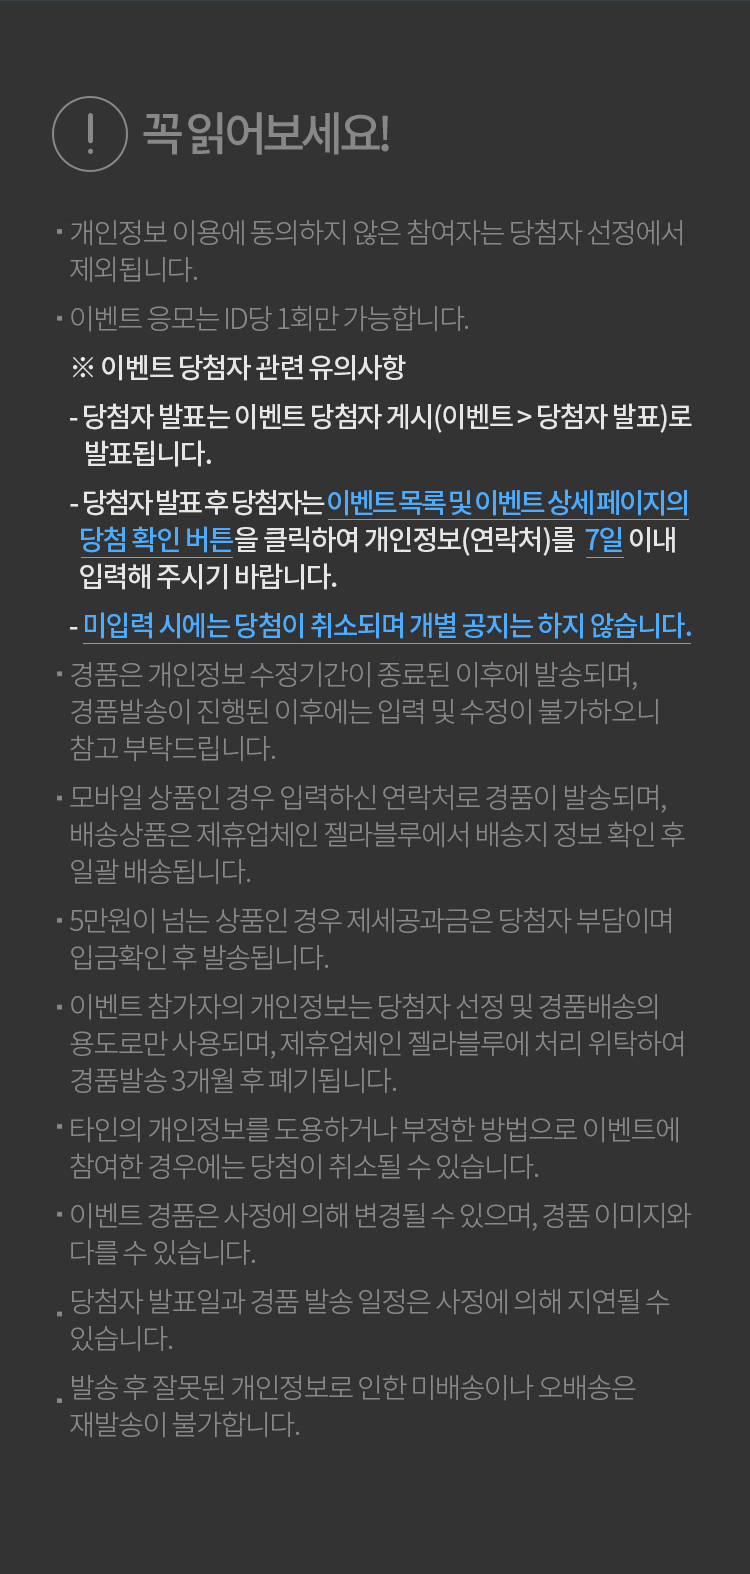 꼭 읽어보세요!
개인정보 이용에 동의하지 않은 참여자는 당첨자 선정에서
제외됩니다.
이벤트 응모는 ID당 1회만 가능합니다.
※ 이벤트 당첨자 관련 유의사항
- 당첨자 발표는 이벤트 당첨자 게시(이벤트 > 당첨자 발표)로
발표됩니다.
- 당첨자 발표 후 당첨자는 이벤트 목록 및 이벤트 상세 페이지의
당첨 확인 버튼을 클릭하여 개인정보(연락처)를 7일 이내
입력해 주시기 바랍니다.
- 미입력 시에는 당첨이 취소되며 개별 공지는 하지 않습니다.
경품은 개인정보 수정기간이 종료된 이후에 발송되며,
경품발송이 진행된 이후에는 입력 및 수정이 불가하오니
참고 부탁드립니다.
모바일 상품인 경우 입력하신 연락처로 경품이 발송되며,
배송상품은 제휴업체인 젤라블루에서 배송지 정보 확인 후
일괄 배송됩니다.
5만원이 넘는 상품인 경우 제세공과금은 당첨자 부담이며
입금확인 후 발송됩니다.
이벤트 참가자의 개인정보는 당첨자 선정 및 경품배송의
용도로만 사용되며, 제휴업체인 젤라블루에 처리 위탁하여
경품발송 3개월 후 폐기됩니다.
타인의 개인정보를 도용하거나 부정한 방법으로 이벤트에
참여한 경우에는 당첨이 취소될 수 있습니다.
이벤트 경품은 사정에 의해 변경될 수 있으며, 경품 이미지와
다를 수 있습니다.
당첨자 발표일과 경품 발송 일정은 사정에 의해 지연될 수
있습니다.
발송 후 잘못된 개인정보로 인한 미배송이나 오배송은
재발송이 불가합니다.